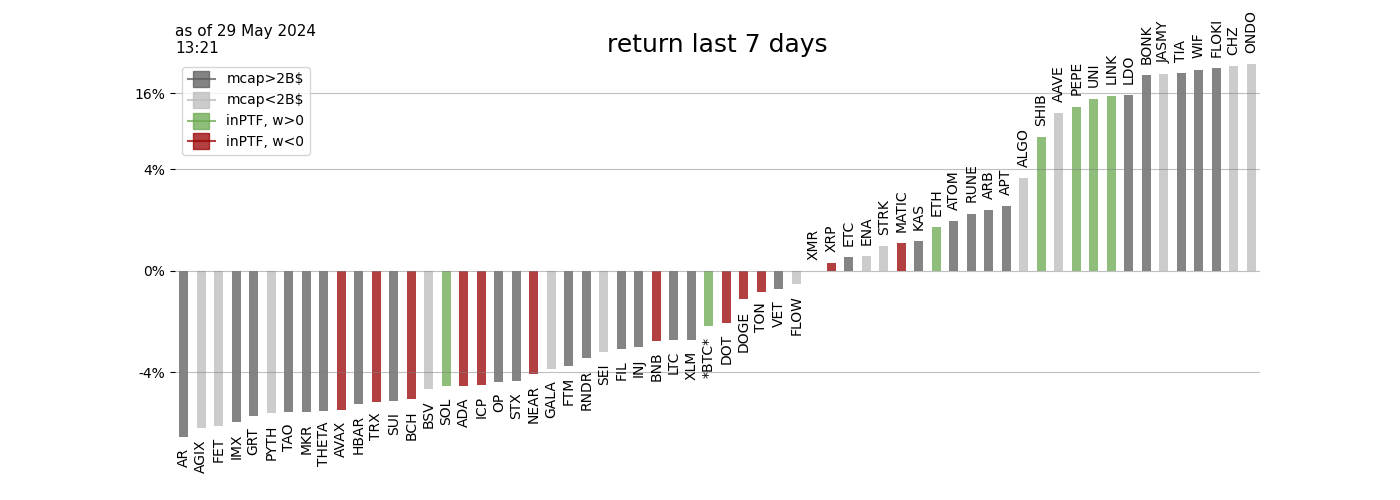 as of 29 May 2024
13:21
return last 7 days
mcap>2B$
mcap<2B$
inPTF, w>0
inPTF, w<0
16%
4%
0%
-4%
AR
AGIX
FET
IMX
GRT
PYTH
TAO
MKR
THETA
AVAX
HBAR
TRX
SUI
BCH
BSV
SOL
ADA
ICP
OP
STX
NEAR
GALA
FTM
RNDR
SEI
FIL
INJ
BNB
LTC
XLM
*BTC*
DOT
DOGE
TON
VET
FLOW
XMR
XRP
ETC
ENA
STRK
MATIC
KAS
ETH
ATOM
RUNE
ARB
APT
ALGO
SHIB
AAVE
PEPE
UNI
LINK
LDO
BONK
JASMY
TIA
WIF
FLOKI
CHZ
ONDO